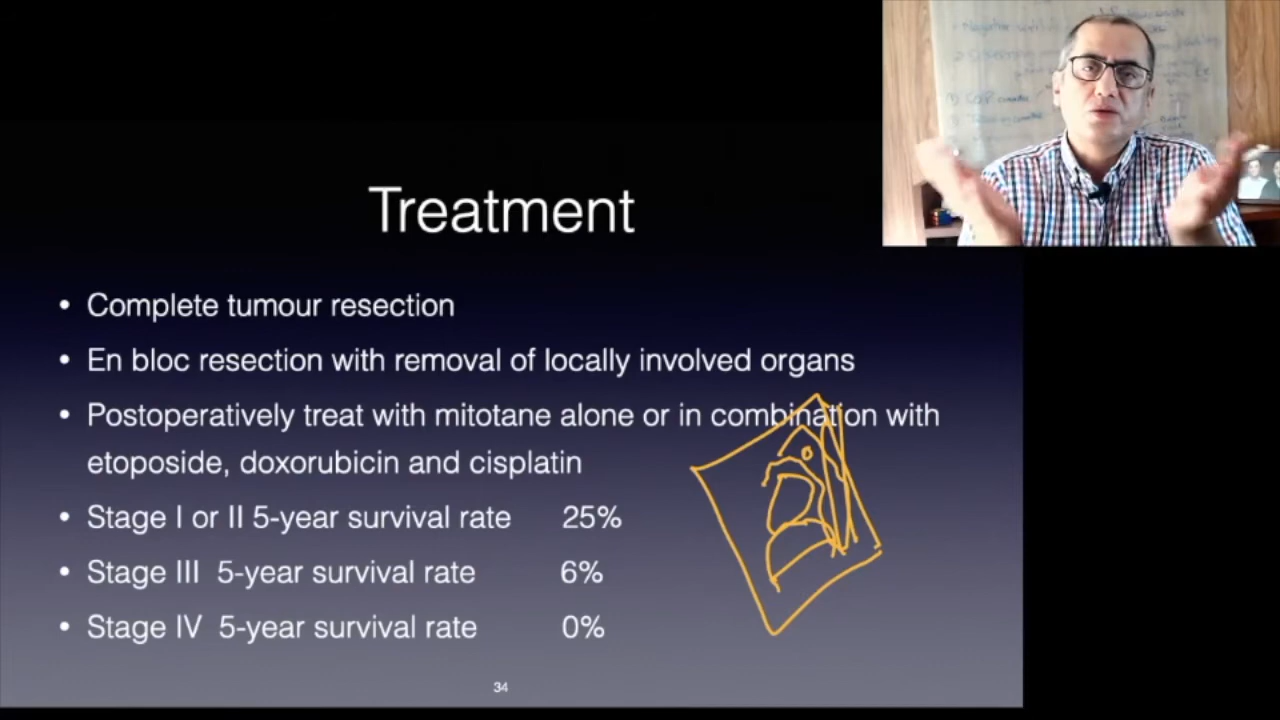 Treatment
• Complete tumour resection
• En bloc resection with removal of locally involved organs
• Postoperatively treat with mitotane alone or in combination with
etoposide, doxorubicin and cisplatin
• Stage I or II 5-year survival rate 25%
• Stage III 5-year survival rate 6%
• Stage IV 5-year survival rate 0%
34